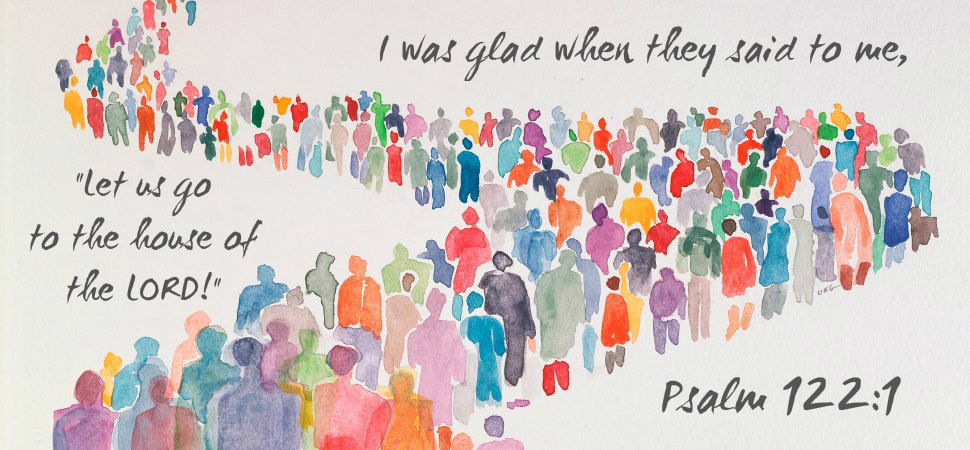 I was glad when they said to me,
"Let us go
to the house of
the LORD!"
DHG
Psalm 122:1